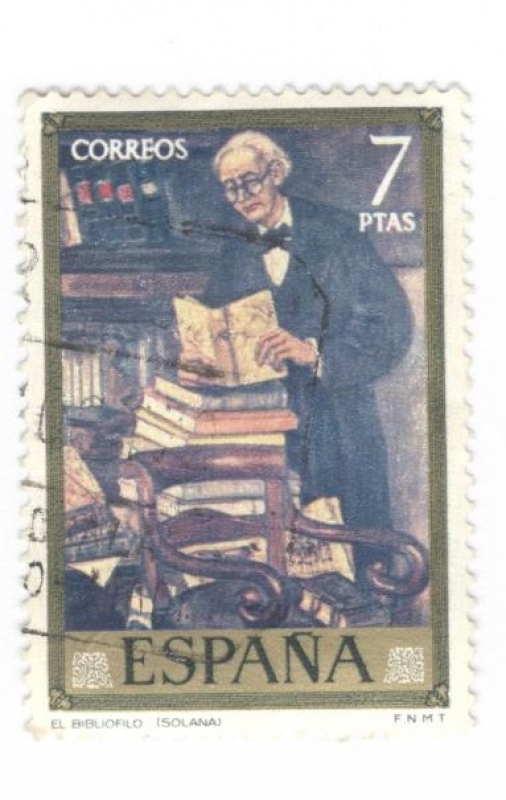 CORREOS
7
PTAS
ESPAÑA
EL BIBLIOFILO (SOLANA)
F N M T